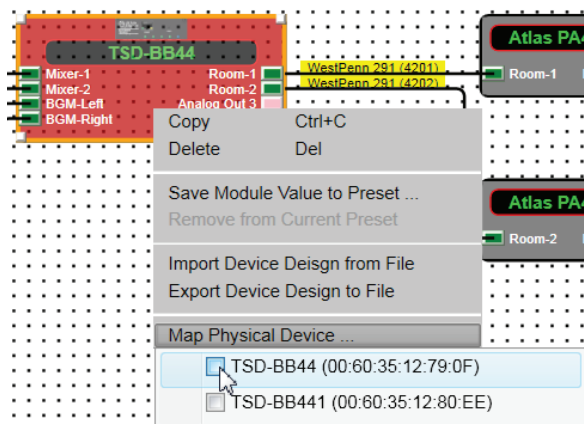 TSD-BB44
Atlas PA4
Mixer-1 Room-1
Mixer-2 Room-2
BGM-Left Analog Out 3
BGM-Right
WestPenn 291 (4201)
WestPenn 291 (4202)
Room-1
Copy Ctrl+C
Delete Del
Save Module Value to Preset ...
Remove from Current Preset
Atlas PA4
Room-2
Import Device Deisgn from File
Export Device Design to File
Map Physical Device ...
TSD-BB44 (00:60:35:12:79:0F)
TSD-BB441 (00:60:35:12:80:EE)